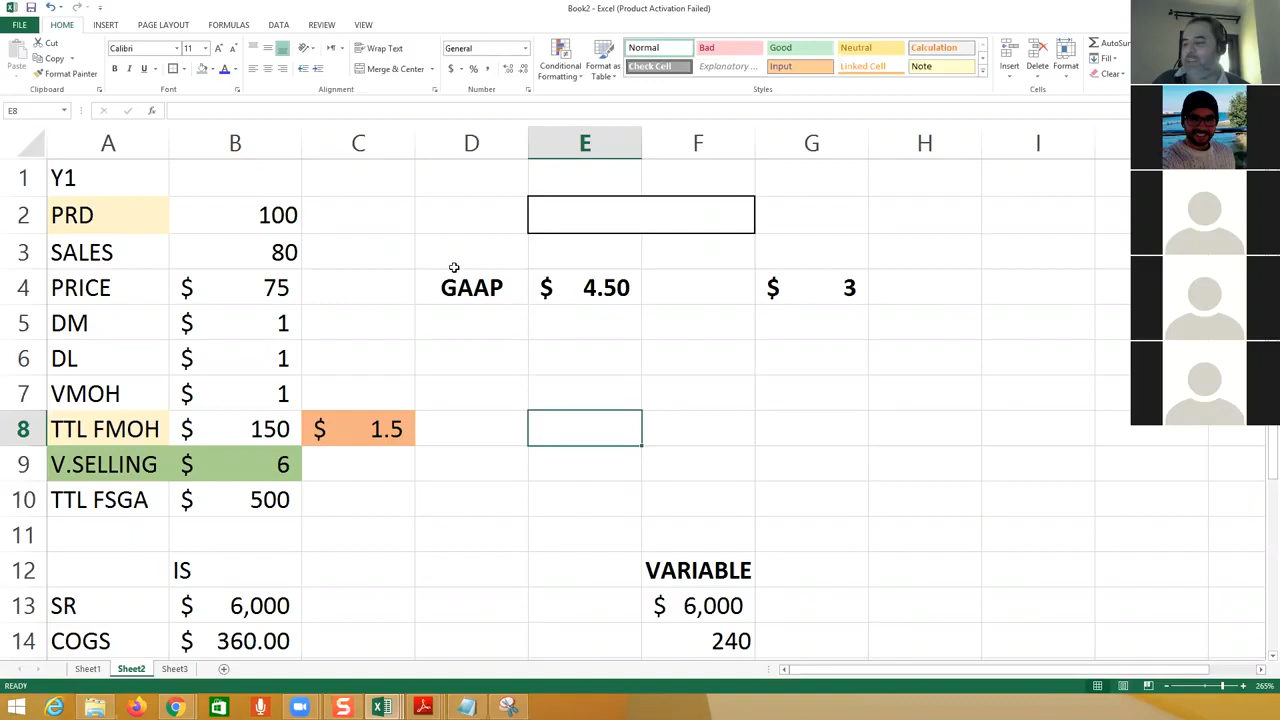 Book2 - Excel (Product Activation Failed)
FILE HOME INSERT PAGE LAYOUT FORMULAS DATA REVIEW VIEW
Cut
Copy
Format Painter
Paste
Clipboard
Calibri 11
B I U
Font
Wrap Text
Merge & Center
Alignment
General
$ % ,
Number
Conditional Formatting
Format as Table
Normal Bad Good Neutral Calculation
Check Cell Explanatory ... Input Linked Cell Note
Styles
Insert Delete Format
Cells
AutoSum
Fill
Clear
E8
fx
A B C D E F G H I
1 Y1
2 PRD 100
3 SALES 80
4 PRICE $ 75 GAAP $ 4.50 $ 3
5 DM $ 1
6 DL $ 1
7 VMOH $ 1
8 TTL FMOH $ 150 $ 1.5
9 V.SELLING $ 6
10 TTL FSGA $ 500
11
12 IS VARIABLE
13 SR $ 6,000 $ 6,000
14 COGS $ 360.00 240
Sheet1 Sheet2 Sheet3
READY
265%